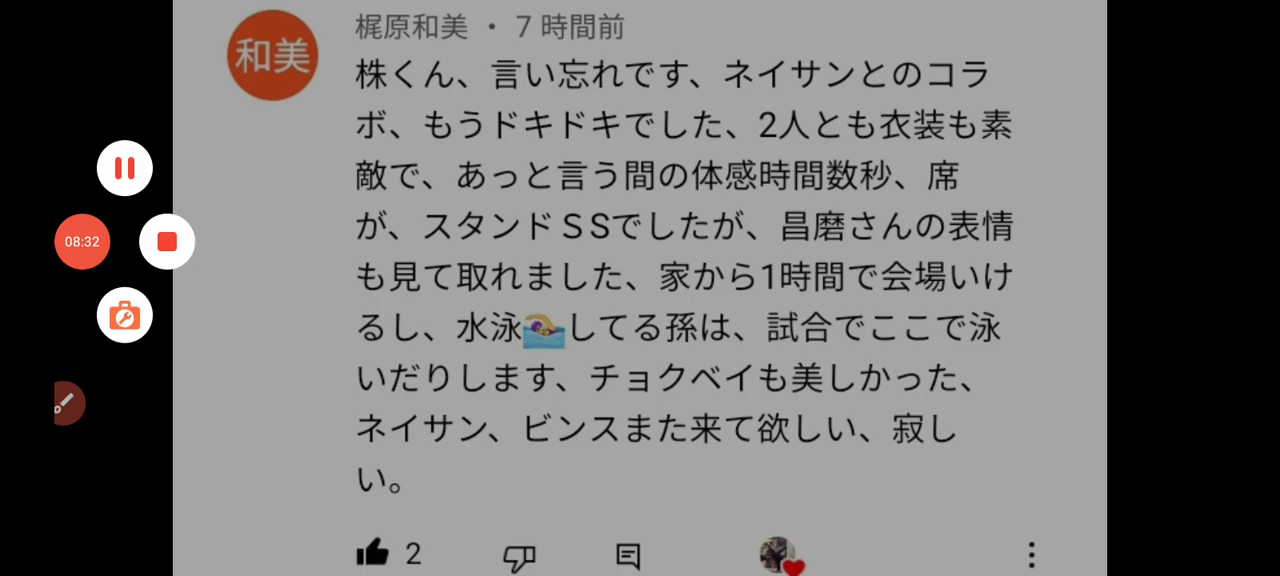 和美
梶原和美 ・ 7 時間前
株くん、言い忘れです、ネイサンとのコラ
ボ、もうドキドキでした、2人とも衣装も素
敵で、あっと言う間の体感時間数秒、席
が、スタンドＳSでしたが、昌磨さんの表情
も見て取れました、家から1時間で会場いけ
るし、水泳🏊してる孫は、試合でここで泳
いだりします、チョクベイも美しかった、
ネイサン、ビンスまた来て欲しい、寂し
い。
08:32
2